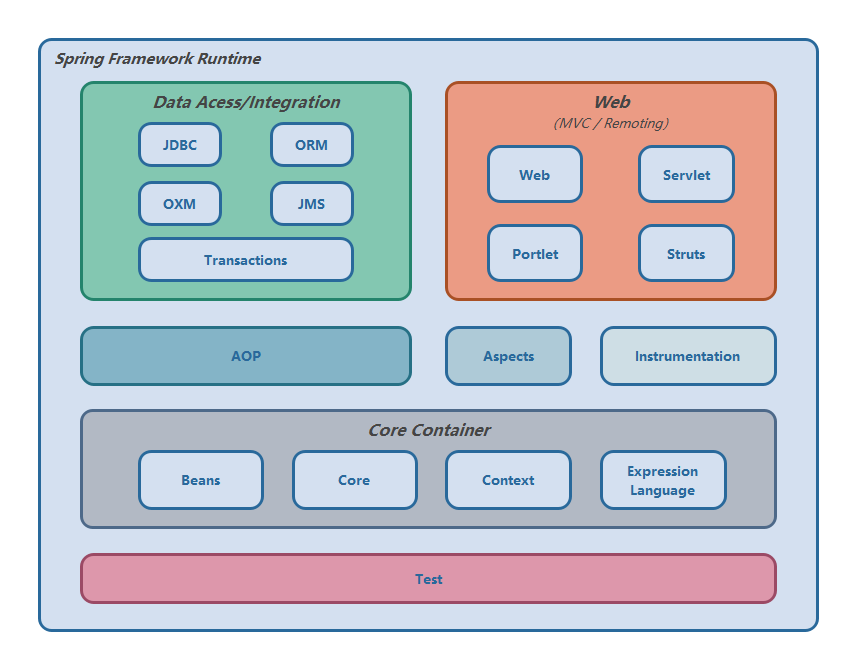 Spring Framework Runtime
Data Acess/Integration
JDBC
ORM
OXM
JMS
Transactions
Web
(MVC / Remoting)
Web
Servlet
Portlet
Struts
AOP
Aspects
Instrumentation
Core Container
Beans
Core
Context
Expression
Language
Test